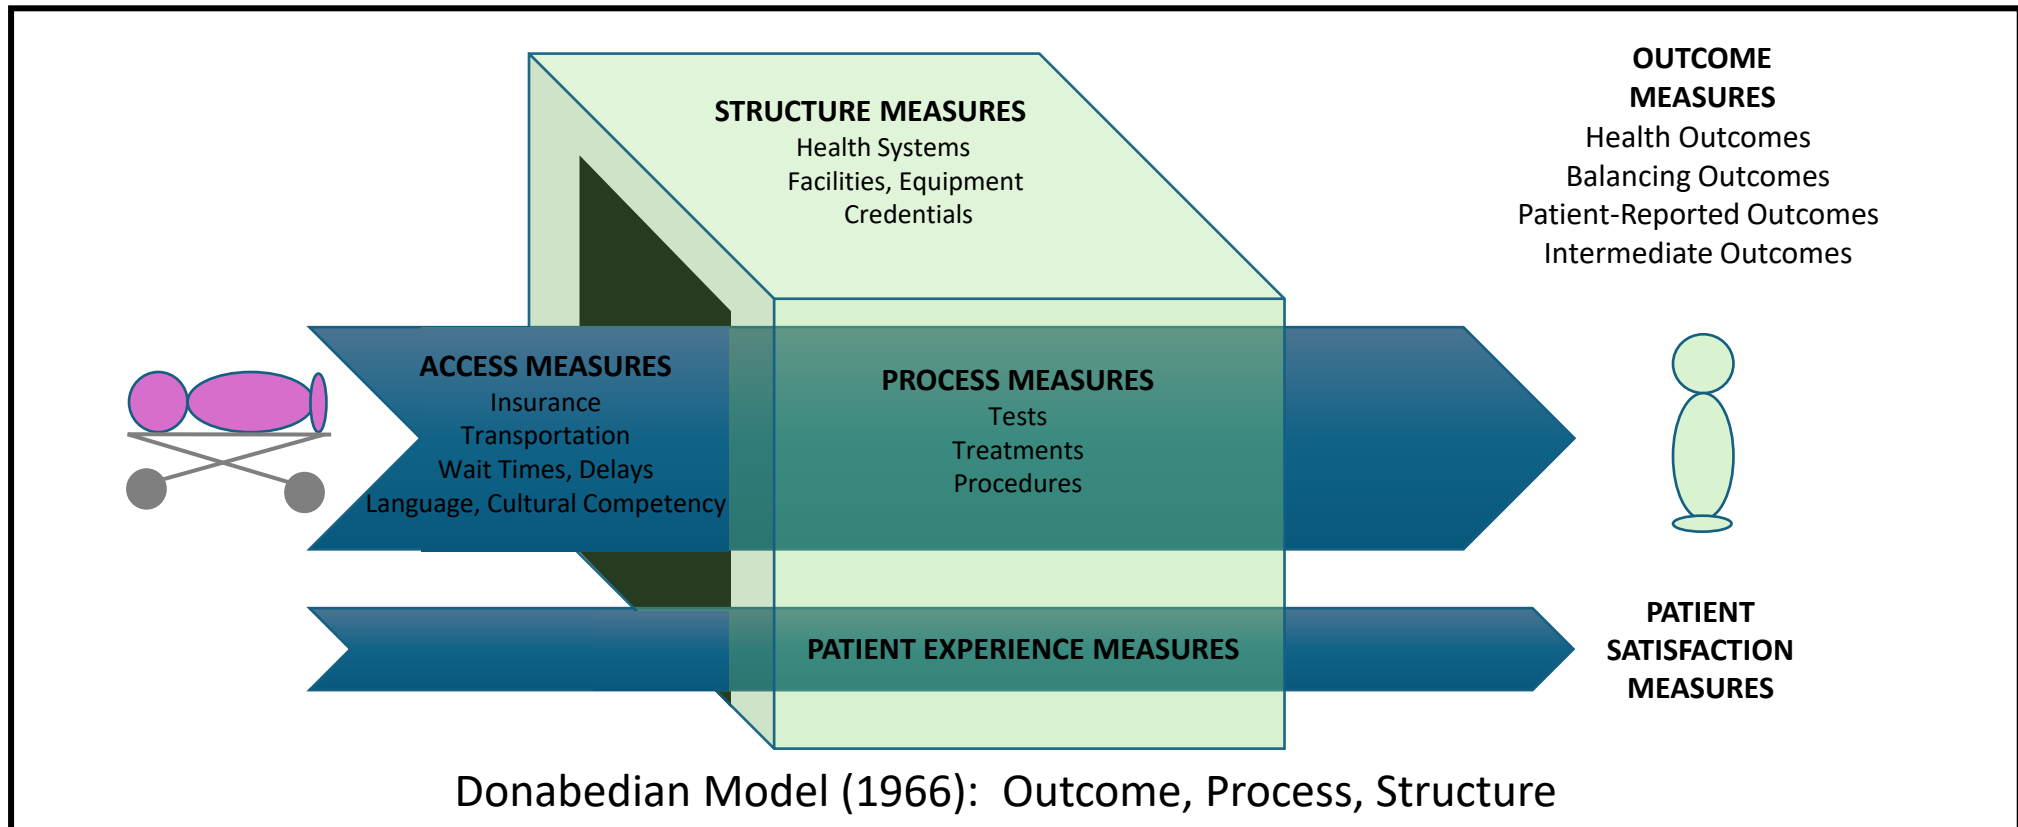 STRUCTURE MEASURES
Health Systems
Facilities, Equipment
Credentials
OUTCOME
MEASURES
Health Outcomes
Balancing Outcomes
Patient-Reported Outcomes
Intermediate Outcomes
ACCESS MEASURES
Insurance
Transportation
Wait Times, Delays
Language, Cultural Competency
PROCESS MEASURES
Tests
Treatments
Procedures
PATIENT EXPERIENCE MEASURES
PATIENT
SATISFACTION
MEASURES
Donabedian Model (1966): Outcome, Process, Structure